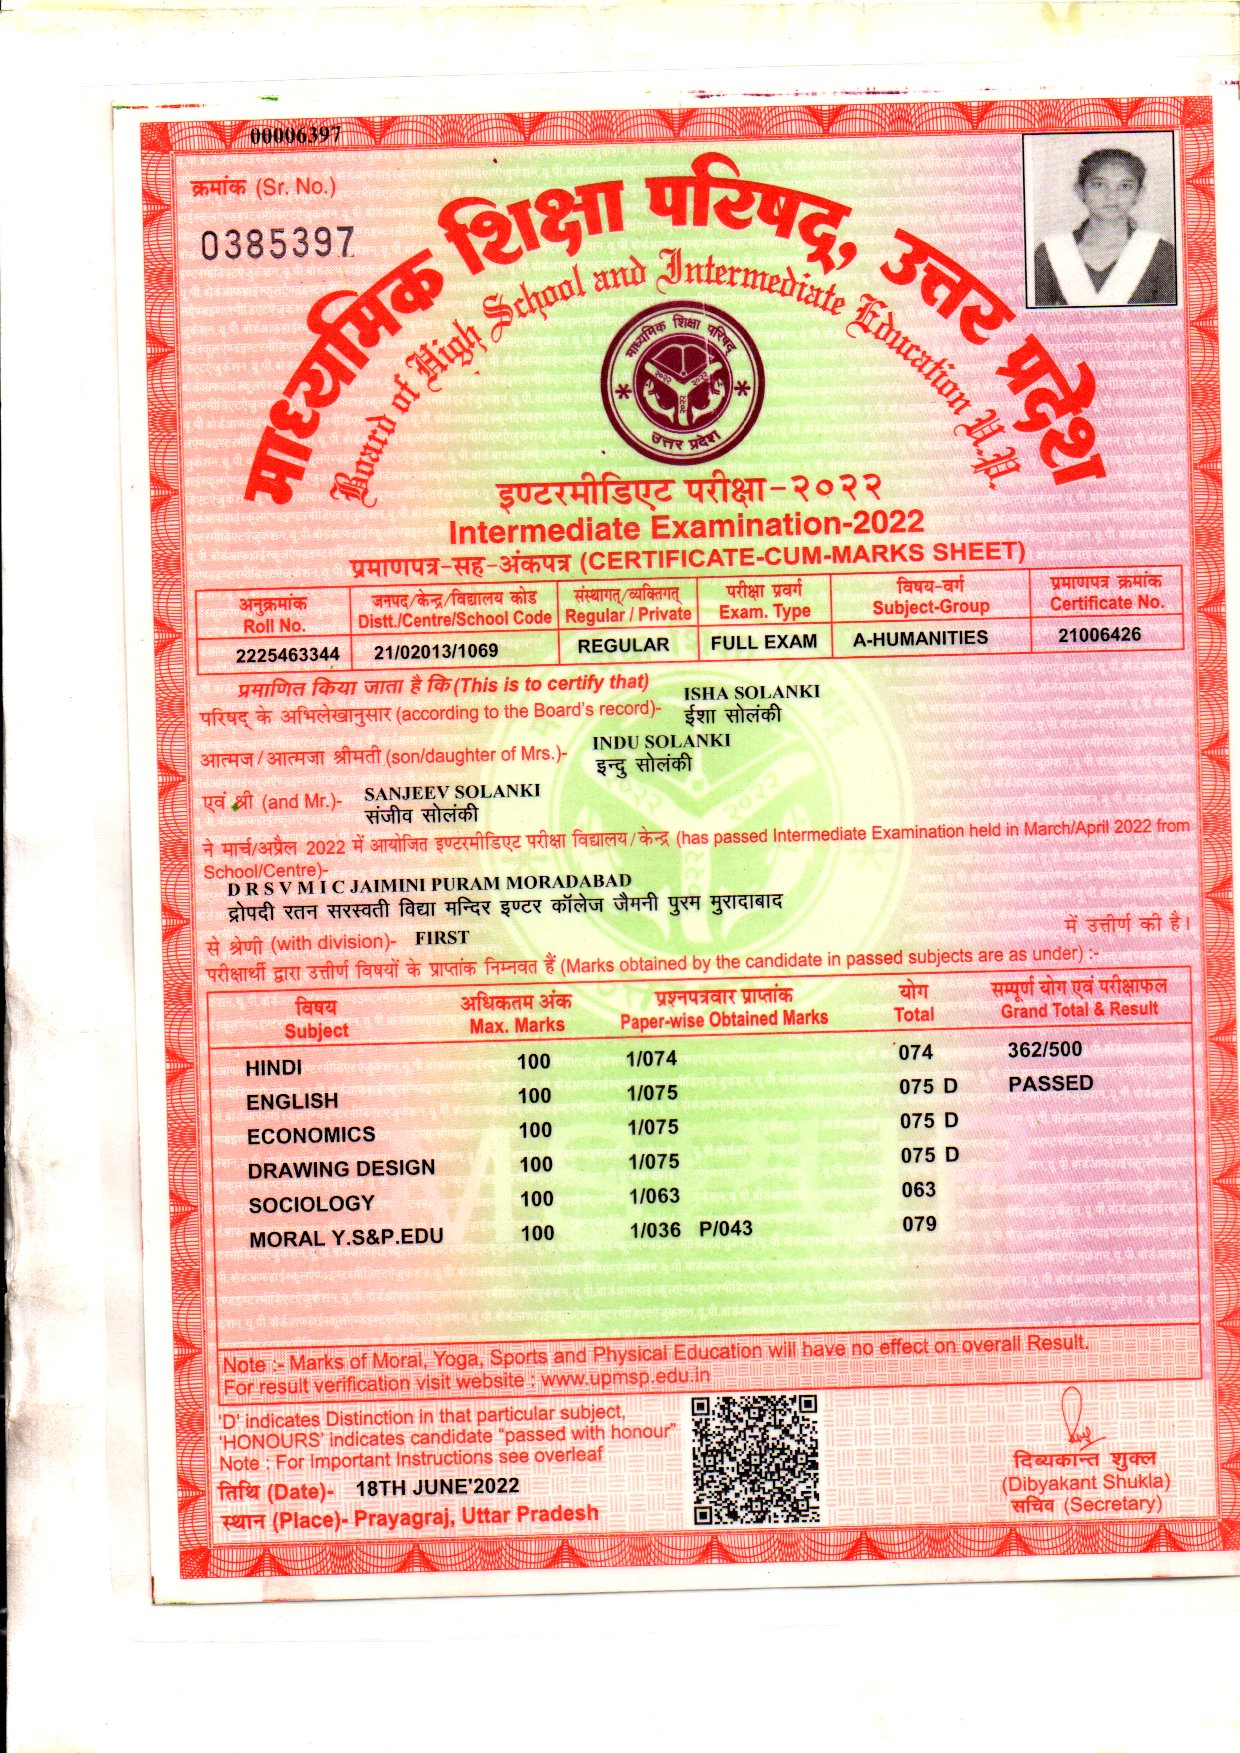 00006397
क्रमांक (Sr. No.)
0385397
माध्यमिक शिक्षा परिषद्, उत्तर प्रदेश
Board of High School and Intermediate Education U.P.
माध्यमिक शिक्षा परिषद्
२०२२ २०२२
२०२२
उत्तर प्रदेश
इण्टरमीडिएट परीक्षा-२०२२
Intermediate Examination-2022
प्रमाणपत्र-सह-अंकपत्र (CERTIFICATE-CUM-MARKS SHEET)
अनुक्रमांक जनपद/केन्द्र/विद्यालय कोड संस्थागत्/व्यक्तिगत् परीक्षा प्रवर्ग विषय-वर्ग प्रमाणपत्र क्रमांक
Roll No. Distt./Centre/School Code Regular / Private Exam. Type Subject-Group Certificate No.
2225463344 21/02013/1069 REGULAR FULL EXAM A-HUMANITIES 21006426
प्रमाणित किया जाता है कि (This is to certify that) ISHA SOLANKI
परिषद् के अभिलेखानुसार (according to the Board's record)- ईशा सोलंकी
INDU SOLANKI
आत्मज/आत्मजा श्रीमती (son/daughter of Mrs.)- इन्दु सोलंकी
एवं श्री (and Mr.)- SANJEEV SOLANKI
संजीव सोलंकी
ने मार्च/अप्रैल 2022 में आयोजित इण्टरमीडिएट परीक्षा विद्यालय/केन्द्र (has passed Intermediate Examination held in March/April 2022 from
School/Centre)-
D R S V M I C JAIMINI PURAM MORADABAD
द्रोपदी रतन सरस्वती विद्या मन्दिर इण्टर कॉलेज जैमनी पुरम मुरादाबाद
में उत्तीर्ण की है।
से श्रेणी (with division)- FIRST
परीक्षार्थी द्वारा उत्तीर्ण विषयों के प्राप्तांक निम्नवत हैं (Marks obtained by the candidate in passed subjects are as under) :-
विषय अधिकतम अंक प्रश्नपत्रवार प्राप्तांक योग सम्पूर्ण योग एवं परीक्षाफल
Subject Max. Marks Paper-wise Obtained Marks Total Grand Total & Result
HINDI 100 1/074 074 362/500
ENGLISH 100 1/075 075 D PASSED
ECONOMICS 100 1/075 075 D
DRAWING DESIGN 100 1/075 075 D
SOCIOLOGY 100 1/063 063
MORAL Y.S&P.EDU 100 1/036 P/043 079
Note :- Marks of Moral, Yoga, Sports and Physical Education will have no effect on overall Result.
For result verification visit website : www.upmsp.edu.in
'D' indicates Distinction in that particular subject,
'HONOURS' indicates candidate "passed with honour"
Note : For Important Instructions see overleaf
तिथि (Date)- 18TH JUNE'2022
स्थान (Place)- Prayagraj, Uttar Pradesh
दिब्यकान्त शुक्ल
(Dibyakant Shukla)
सचिव (Secretary)